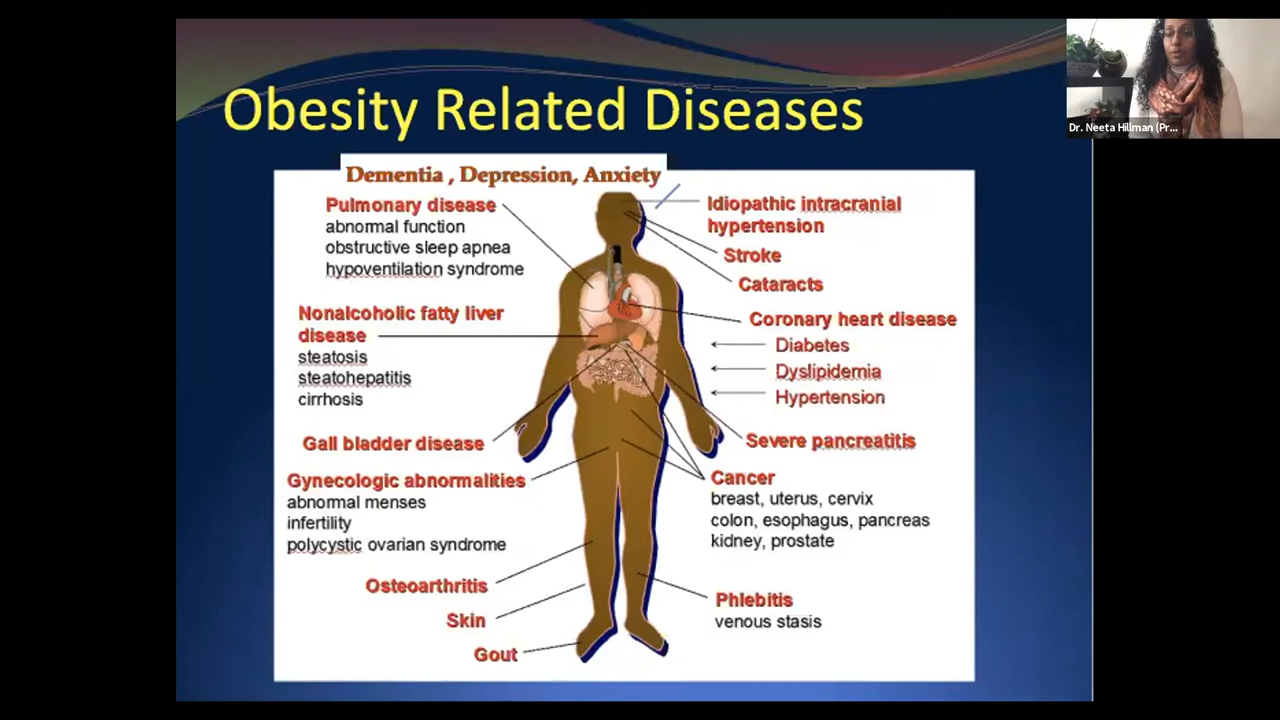 Obesity Related Diseases
Dementia , Depression, Anxiety
Pulmonary disease
abnormal function
obstructive sleep apnea
hypoventilation syndrome
Nonalcoholic fatty liver
disease
steatosis
steatohepatitis
cirrhosis
Gall bladder disease
Gynecologic abnormalities
abnormal menses
infertility
polycystic ovarian syndrome
Osteoarthritis
Skin
Gout
Idiopathic intracranial
hypertension
Stroke
Cataracts
Coronary heart disease
Diabetes
Dyslipidemia
Hypertension
Severe pancreatitis
Cancer
breast, uterus, cervix
colon, esophagus, pancreas
kidney, prostate
Phlebitis
venous stasis
Dr. Neeta Hillman (Pr...